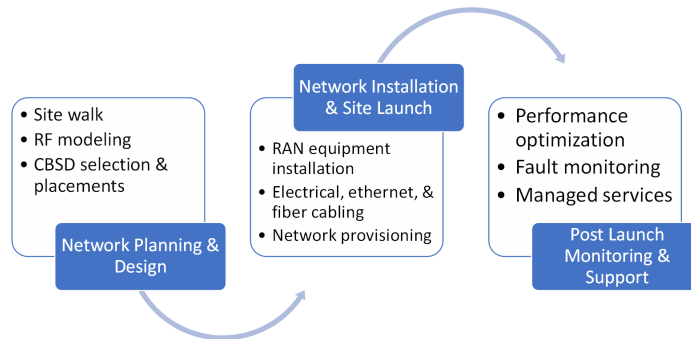 • Site walk
• RF modeling
• CBSD selection &
placements
Network Planning &
Design
Network Installation
& Site Launch
• RAN equipment
installation
• Electrical, ethernet, &
fiber cabling
• Network provisioning
• Performance
optimization
• Fault monitoring
• Managed services
Post Launch
Monitoring &
Support